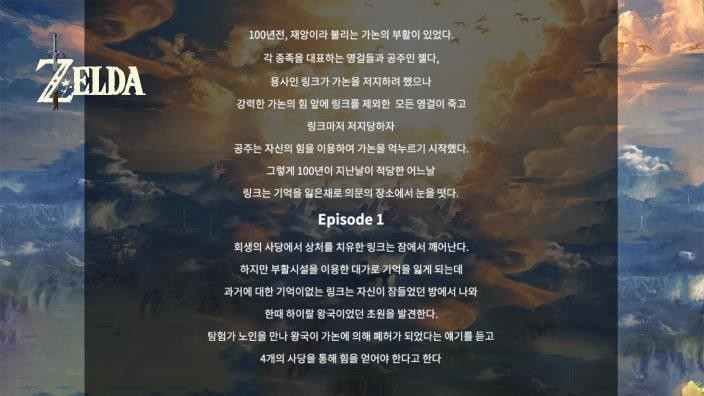 ZELDA
100년전, 재앙이라 불리는 가논의 부활이 있었다.
각 종족을 대표하는 영걸들과 공주인 젤다,
용사인 링크가 가논을 저지하려 했으나
강력한 가논의 힘 앞에 링크를 제외한 모든 영걸이 죽고
링크마저 저지당하자
공주는 자신의 힘을 이용하여 가논을 억누르기 시작했다.
그렇게 100년이 지난날이 적당한 어느날
링크는 기억을 잃은채로 의문의 장소에서 눈을 떳다.
Episode 1
회생의 사당에서 상처를 치유한 링크는 잠에서 깨어난다.
하지만 부활시설을 이용한 대가로 기억을 잃게 되는데
과거에 대한 기억이없는 링크는 자신이 잠들었던 방에서 나와
한때 하이랄 왕국이었던 초원을 발견한다.
탐험가 노인을 만나 왕국이 가논에 의해 폐허가 되었다는 얘기를 듣고
4개의 사당을 통해 힘을 얻어야 한다고 한다